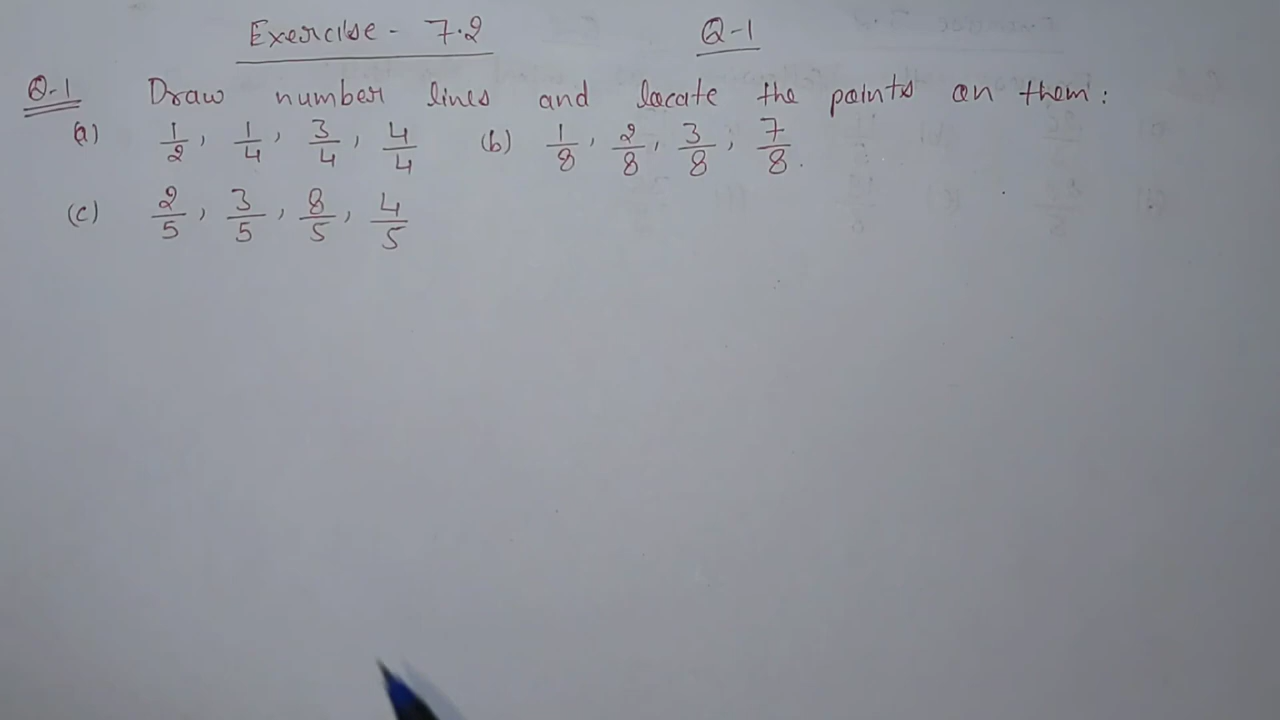 Exercise - 7.2 Q-1
Q-1 Draw number lines and locate the points on them:
(a) 1/2, 1/4, 3/4, 4/4 (b) 1/8, 2/8, 3/8, 7/8.
(c) 2/5, 3/5, 8/5, 4/5